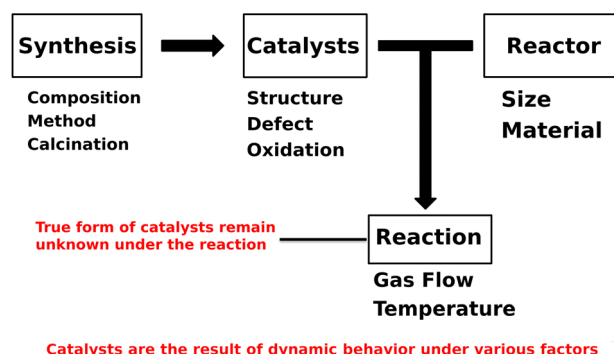 Synthesis
Catalysts
Reactor
Composition
Method
Calcination
Structure
Defect
Oxidation
Size
Material
True form of catalysts remain
unknown under the reaction
Reaction
Gas Flow
Temperature
Catalysts are the result of dynamic behavior under various factors